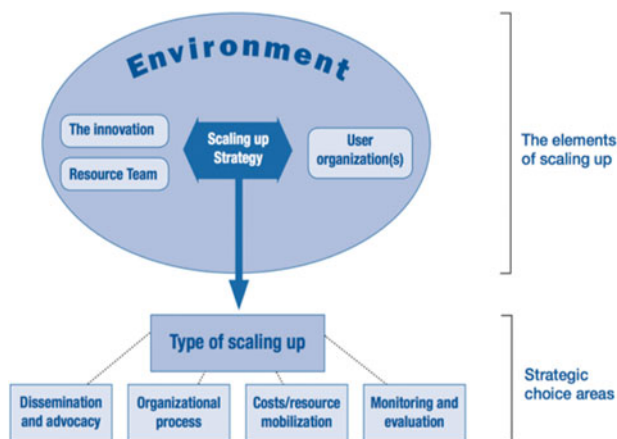 Environment
The innovation
Resource Team
Scaling up
Strategy
User
organization(s)
The elements
of scaling up
Type of scaling up
Dissemination
and advocacy
Organizational
process
Costs/resource
mobilization
Monitoring and
evaluation
Strategic
choice areas